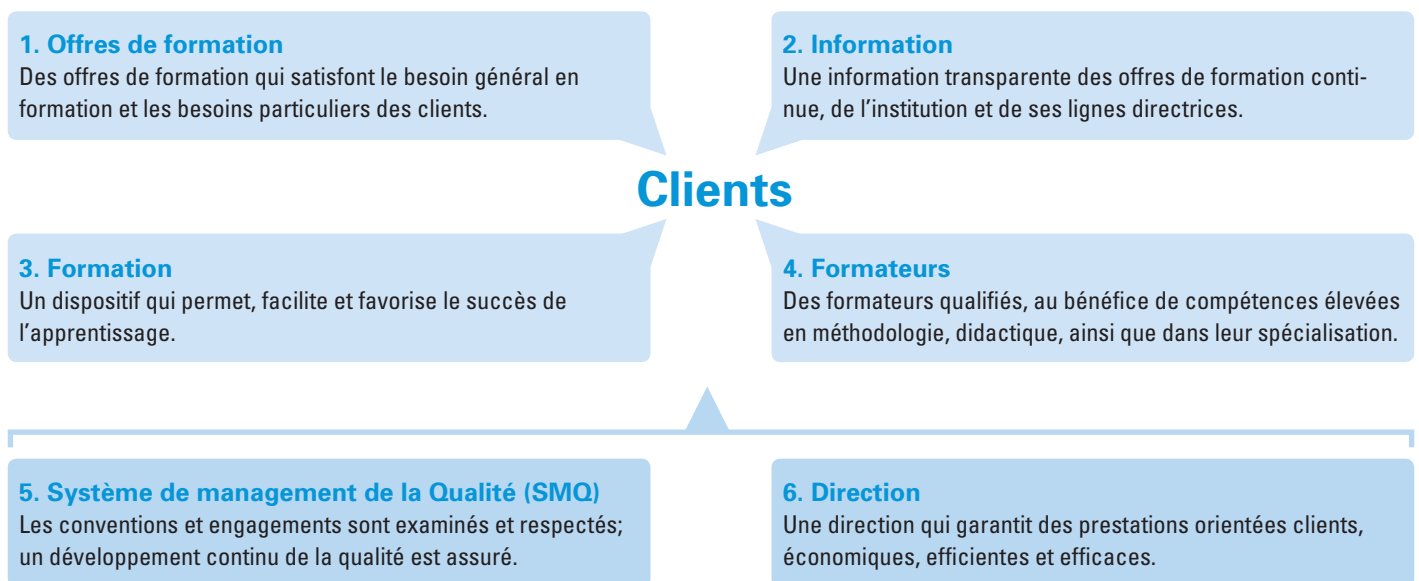 1. Offres de formation
Des offres de formation qui satisfont le besoin général en
formation et les besoins particuliers des clients.
2. Information
Une information transparente des offres de formation conti-
nue, de l'institution et de ses lignes directrices.
Clients
3. Formation
Un dispositif qui permet, facilite et favorise le succès de
l'apprentissage.
4. Formateurs
Des formateurs qualifiés, au bénéfice de compétences élevées
en méthodologie, didactique, ainsi que dans leur spécialisation.
5. Système de management de la Qualité (SMQ)
Les conventions et engagements sont examinés et respectés;
un développement continu de la qualité est assuré.
6. Direction
Une direction qui garantit des prestations orientées clients,
économiques, efficientes et efficaces.